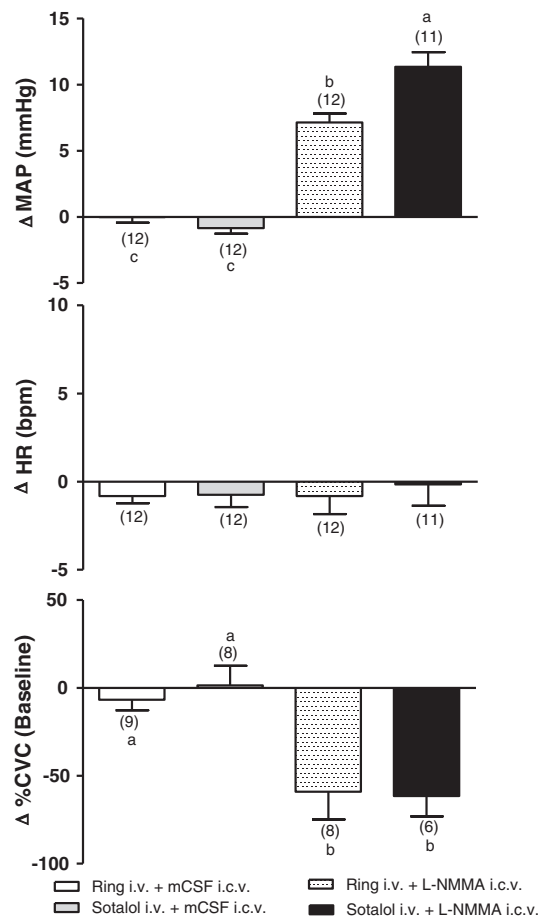 15
10
5
0
-5
Δ MAP (mmHg)
(12)
c
(12)
c
b
(12)
a
(11)
10
5
0
-5
Δ HR (bpm)
(12)
(12)
(12)
(11)
50
0
-50
-100
Δ %CVC (Baseline)
(9)
a
a
(8)
(8)
b
(6)
b
Ring i.v. + mCSF i.c.v.
Sotalol i.v. + mCSF i.c.v.
Ring i.v. + L-NMMA i.c.v.
Sotalol i.v. + L-NMMA i.c.v.